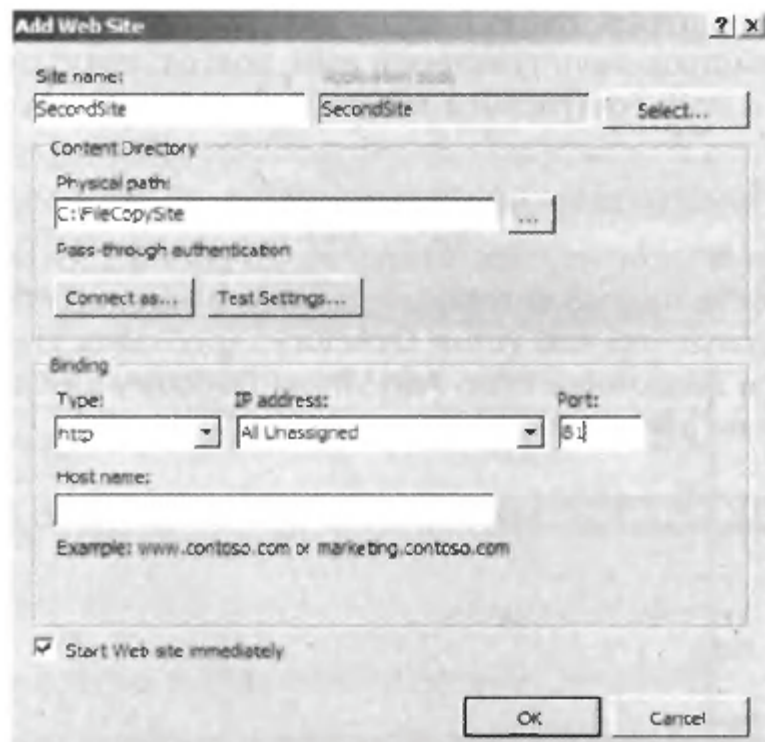 Add Web Site
Site name: Application pool:
SecondSite SecondSite Select...
Content Directory
Physical path:
C:\FileCopySite ...
Pass-through authentication
Connect as... Test Settings...
Binding
Type: IP address: Port:
http All Unassigned 81
Host name:
Example: www.contoso.com or marketing.contoso.com
Start Web site immediately
OK Cancel